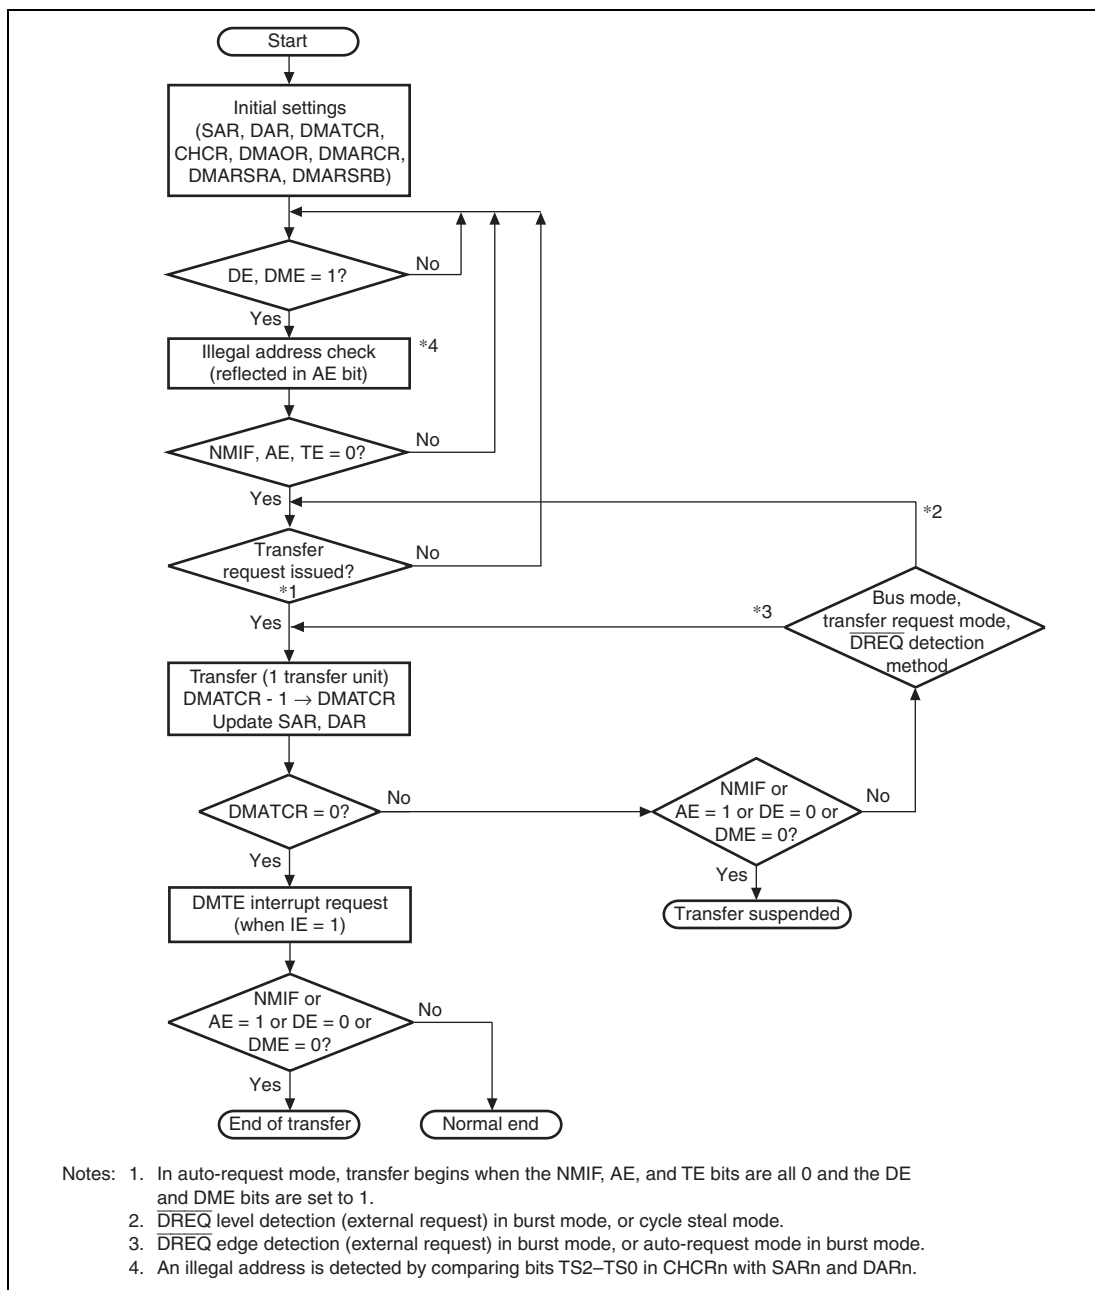 Start
Initial settings
(SAR, DAR, DMATCR,
CHCR, DMAOR, DMARCR,
DMARSRA, DMARSRB)
DE, DME = 1?
No
Yes
Illegal address check
(reflected in AE bit)
*4
NMIF, AE, TE = 0?
No
Yes
*2
Transfer
request issued?
*1
No
Bus mode,
transfer request mode,
DREQ detection
method
*3
Yes
Transfer (1 transfer unit)
DMATCR - 1 → DMATCR
Update SAR, DAR
DMATCR = 0?
No
NMIF or
AE = 1 or DE = 0 or
DME = 0?
No
Yes
Transfer suspended
Yes
DMTE interrupt request
(when IE = 1)
NMIF or
AE = 1 or DE = 0 or
DME = 0?
No
Yes
End of transfer
Normal end
Notes: 1. In auto-request mode, transfer begins when the NMIF, AE, and TE bits are all 0 and the DE
and DME bits are set to 1.
2. DREQ level detection (external request) in burst mode, or cycle steal mode.
3. DREQ edge detection (external request) in burst mode, or auto-request mode in burst mode.
4. An illegal address is detected by comparing bits TS2–TS0 in CHCRn with SARn and DARn.